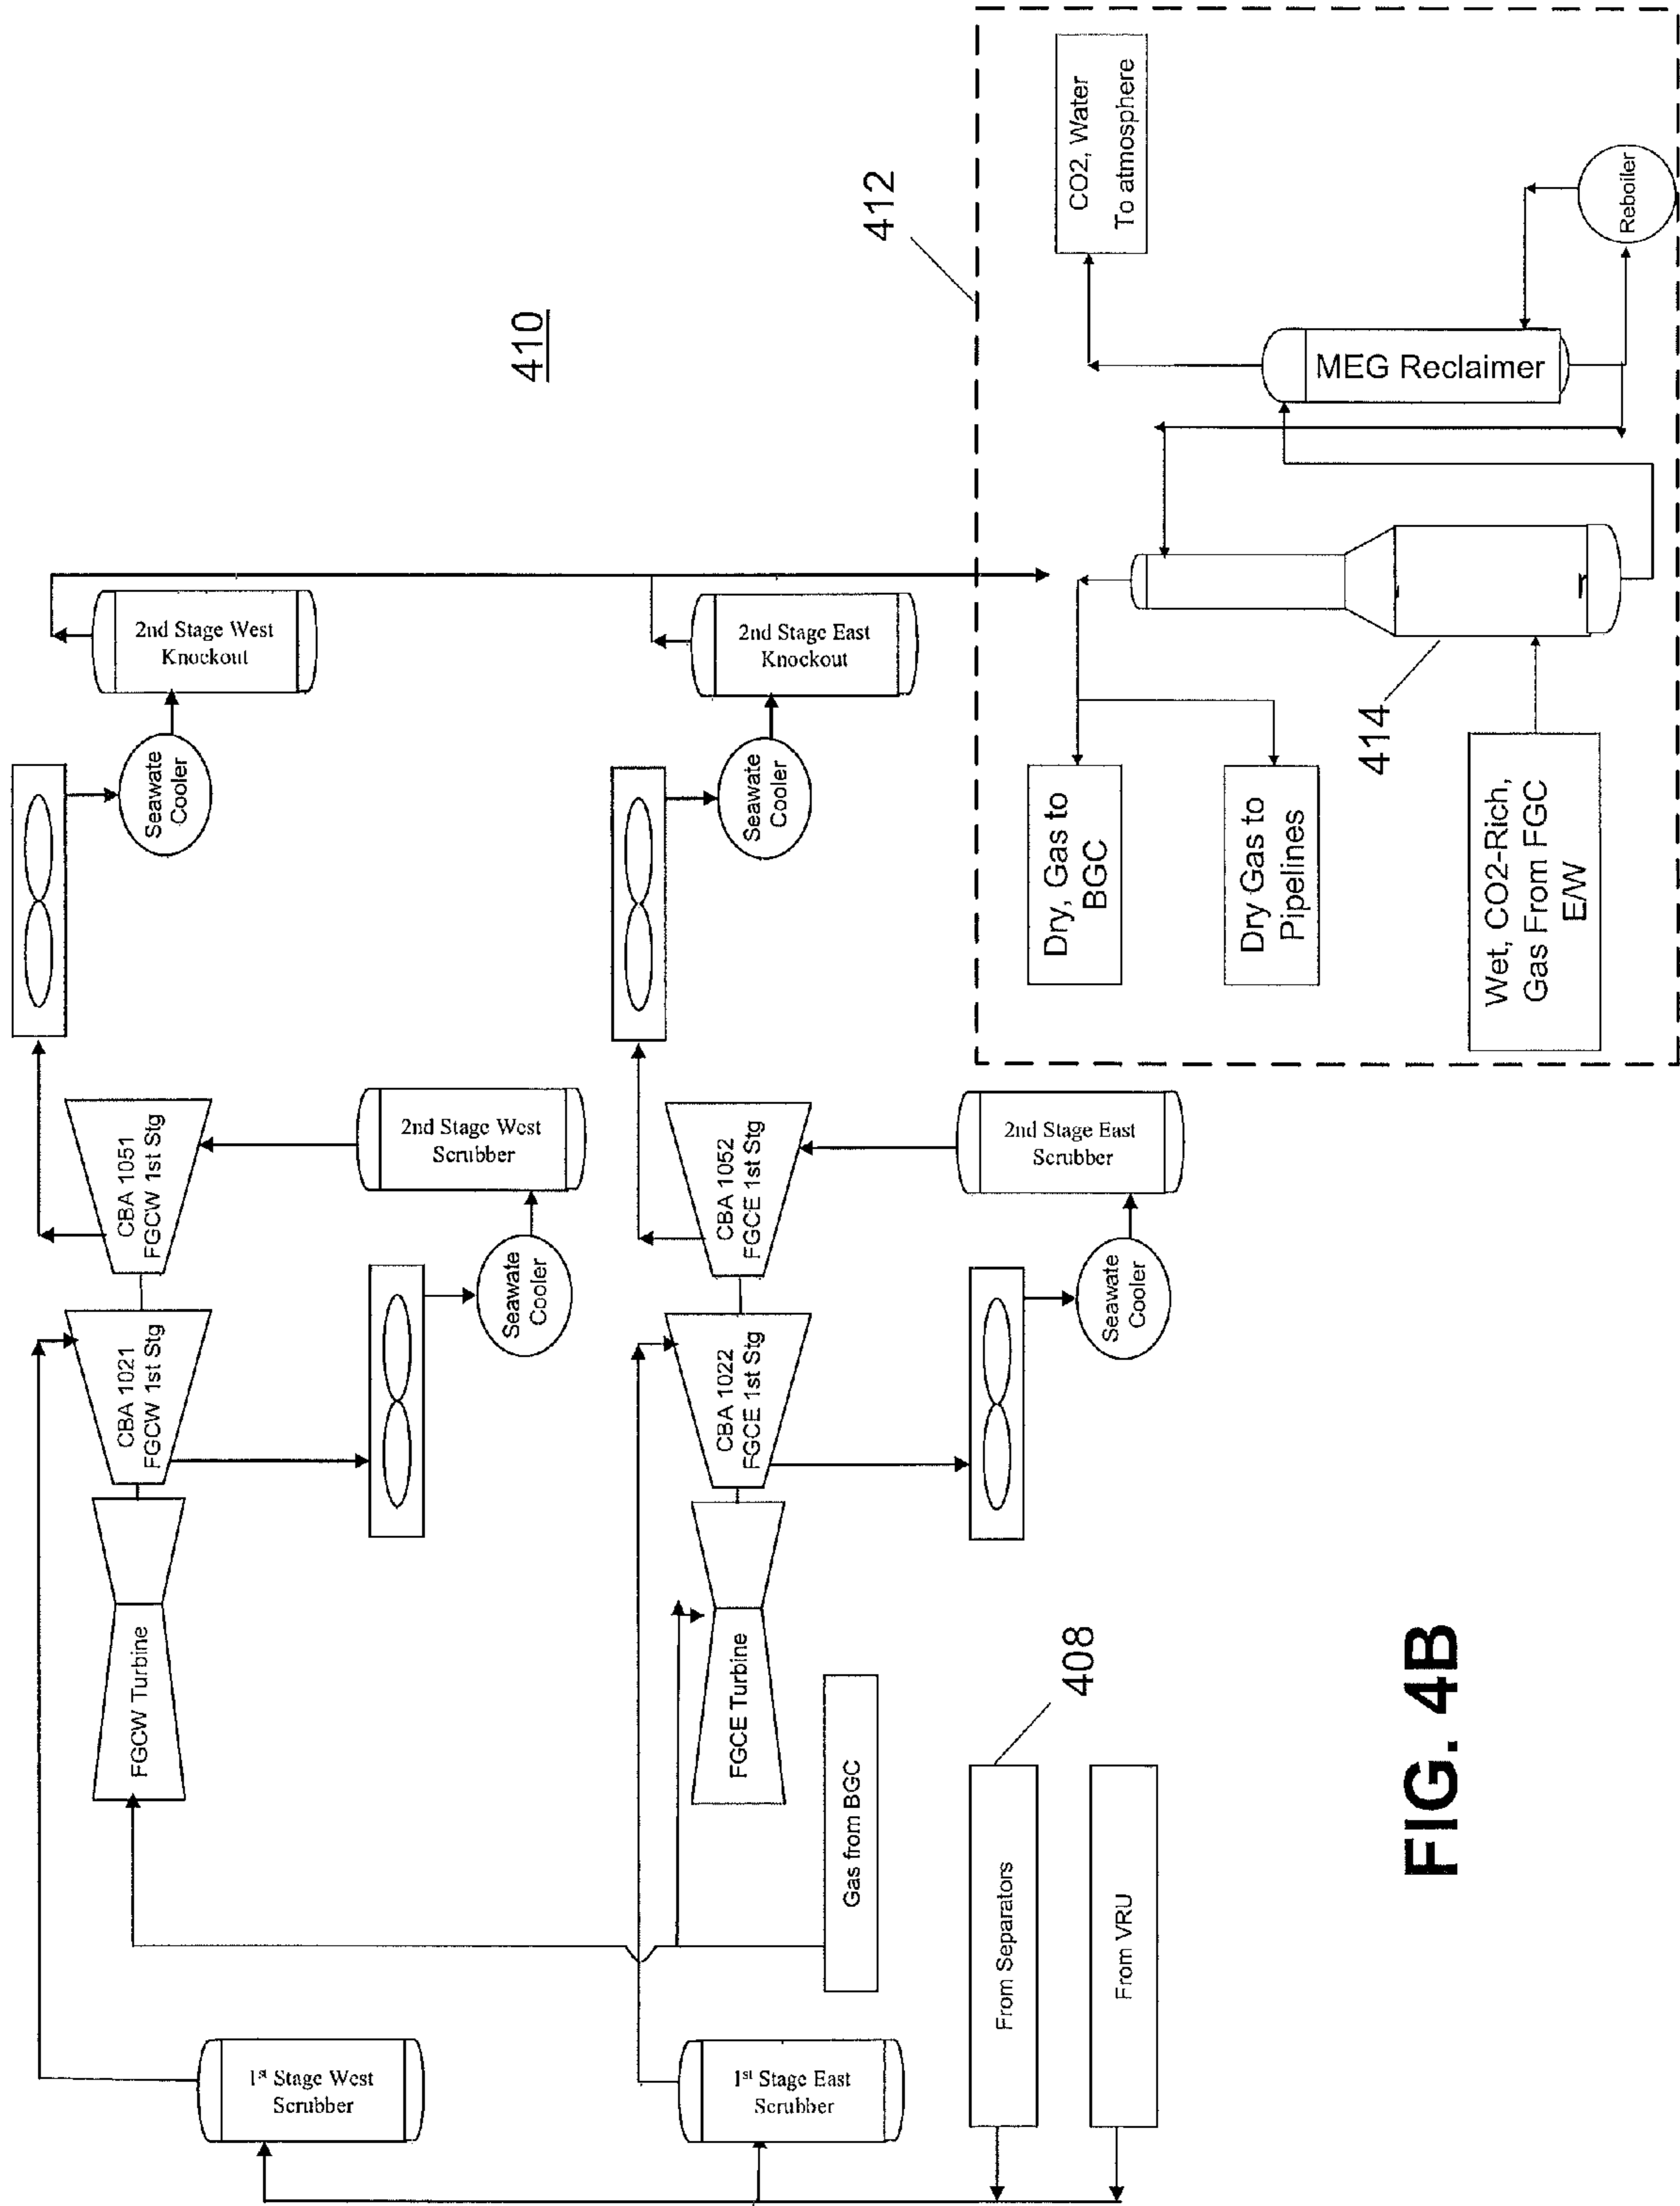 410
1st Stage West
Scrubber
FGCW Turbine
CBA 1021
FGCW 1st Stg
CBA 1051
FGCW 1st Stg
Seawate
Cooler
2nd Stage West
Scrubber
Seawate
Cooler
2nd Stage West
Knockout
1st Stage East
Scrubber
FGCE Turbine
CBA 1022
FGCE 1st Stg
CBA 1052
FGCE 1st Stg
Seawate
Cooler
2nd Stage East
Scrubber
Seawate
Cooler
2nd Stage East
Knockout
Gas from BGC
From Separators
408
From VRU
412
CO2, Water
To atmosphere
MEG Reclaimer
Reboiler
Dry, Gas to
BGC
Dry Gas to
Pipelines
414
Wet, CO2-Rich,
Gas From FGC
E/W
FIG. 4B